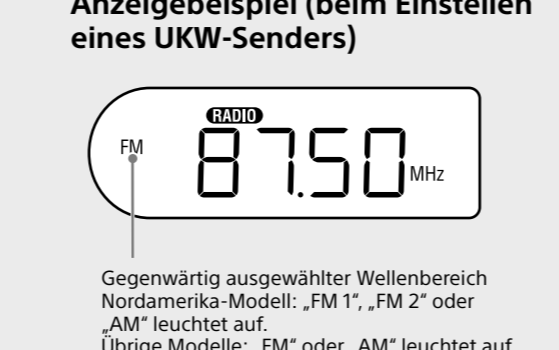 Anzeigebeispiel (beim Einstellen
eines UKW-Senders)
RADIO
FM
87.50
MHz
Gegenwärtig ausgewählter Wellenbereich
Nordamerika-Modell: „FM 1“, „FM 2“ oder
„AM“ leuchtet auf.
Übrige Modelle: „FM“ oder „AM“ leuchtet auf